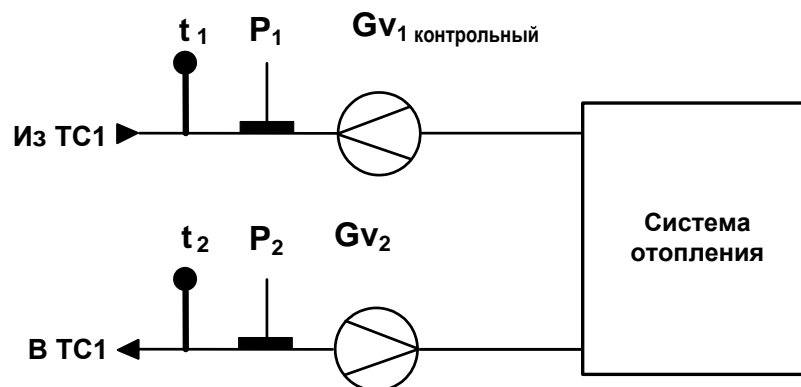 t 1 P1 Gv1 контрольный
Из ТС1
t 2 P2 Gv2
Система
отопления
В ТС1